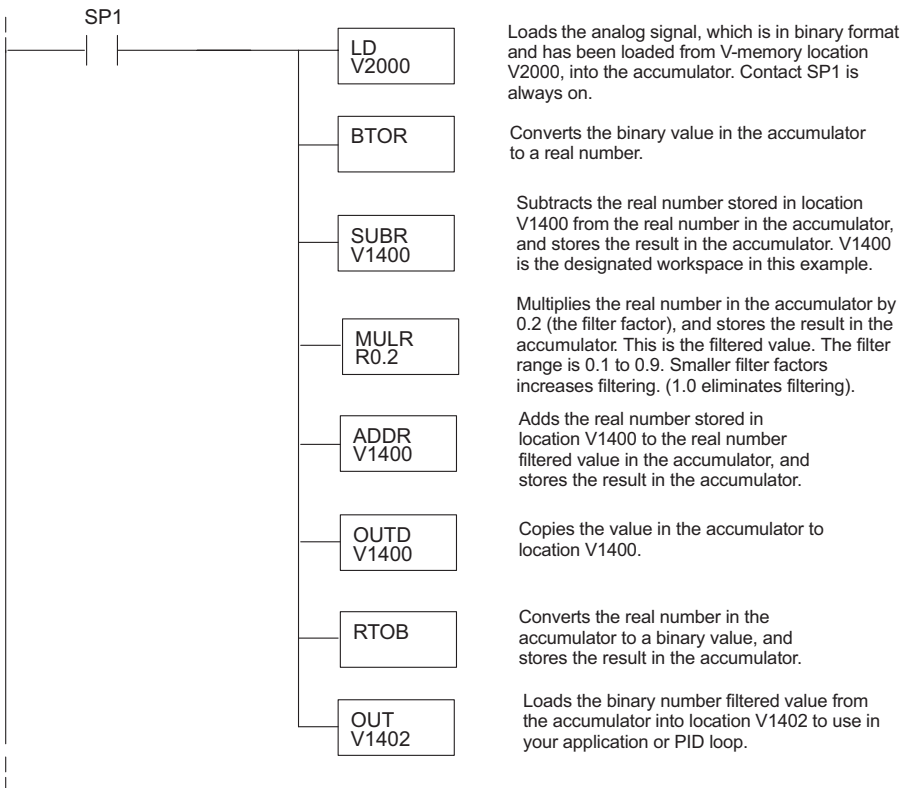 SP1
LD
V2000
Loads the analog signal, which is in binary format
and has been loaded from V-memory location
V2000, into the accumulator. Contact SP1 is
always on.
BTOR
Converts the binary value in the accumulator
to a real number.
SUBR
V1400
Subtracts the real number stored in location
V1400 from the real number in the accumulator,
and stores the result in the accumulator. V1400
is the designated workspace in this example.
MULR
R0.2
Multiplies the real number in the accumulator by
0.2 (the filter factor), and stores the result in the
accumulator. This is the filtered value. The filter
range is 0.1 to 0.9. Smaller filter factors
increases filtering. (1.0 eliminates filtering).
ADDR
V1400
Adds the real number stored in
location V1400 to the real number
filtered value in the accumulator, and
stores the result in the accumulator.
OUTD
V1400
Copies the value in the accumulator to
location V1400.
RTOB
Converts the real number in the
accumulator to a binary value, and
stores the result in the accumulator.
OUT
V1402
Loads the binary number filtered value from
the accumulator into location V1402 to use in
your application or PID loop.